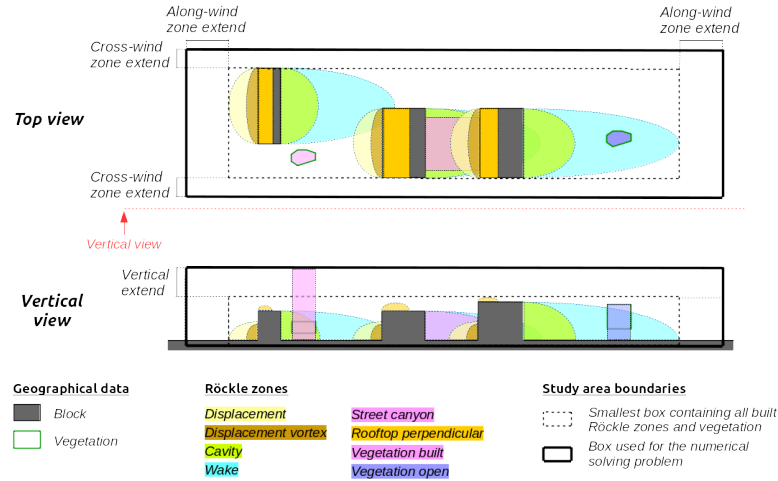 Along-wind
zone extend
Along-wind
zone extend
Cross-wind
zone extend
Top view
Cross-wind
zone extend
Vertical view
Vertical
extend
Vertical
view
Geographical data
Block
Vegetation
Röckle zones
Displacement
Displacement vortex
Cavity
Wake
Street canyon
Rooftop perpendicular
Vegetation built
Vegetation open
Study area boundaries
Smallest box containing all built
Röckle zones and vegetation
Box used for the numerical
solving problem